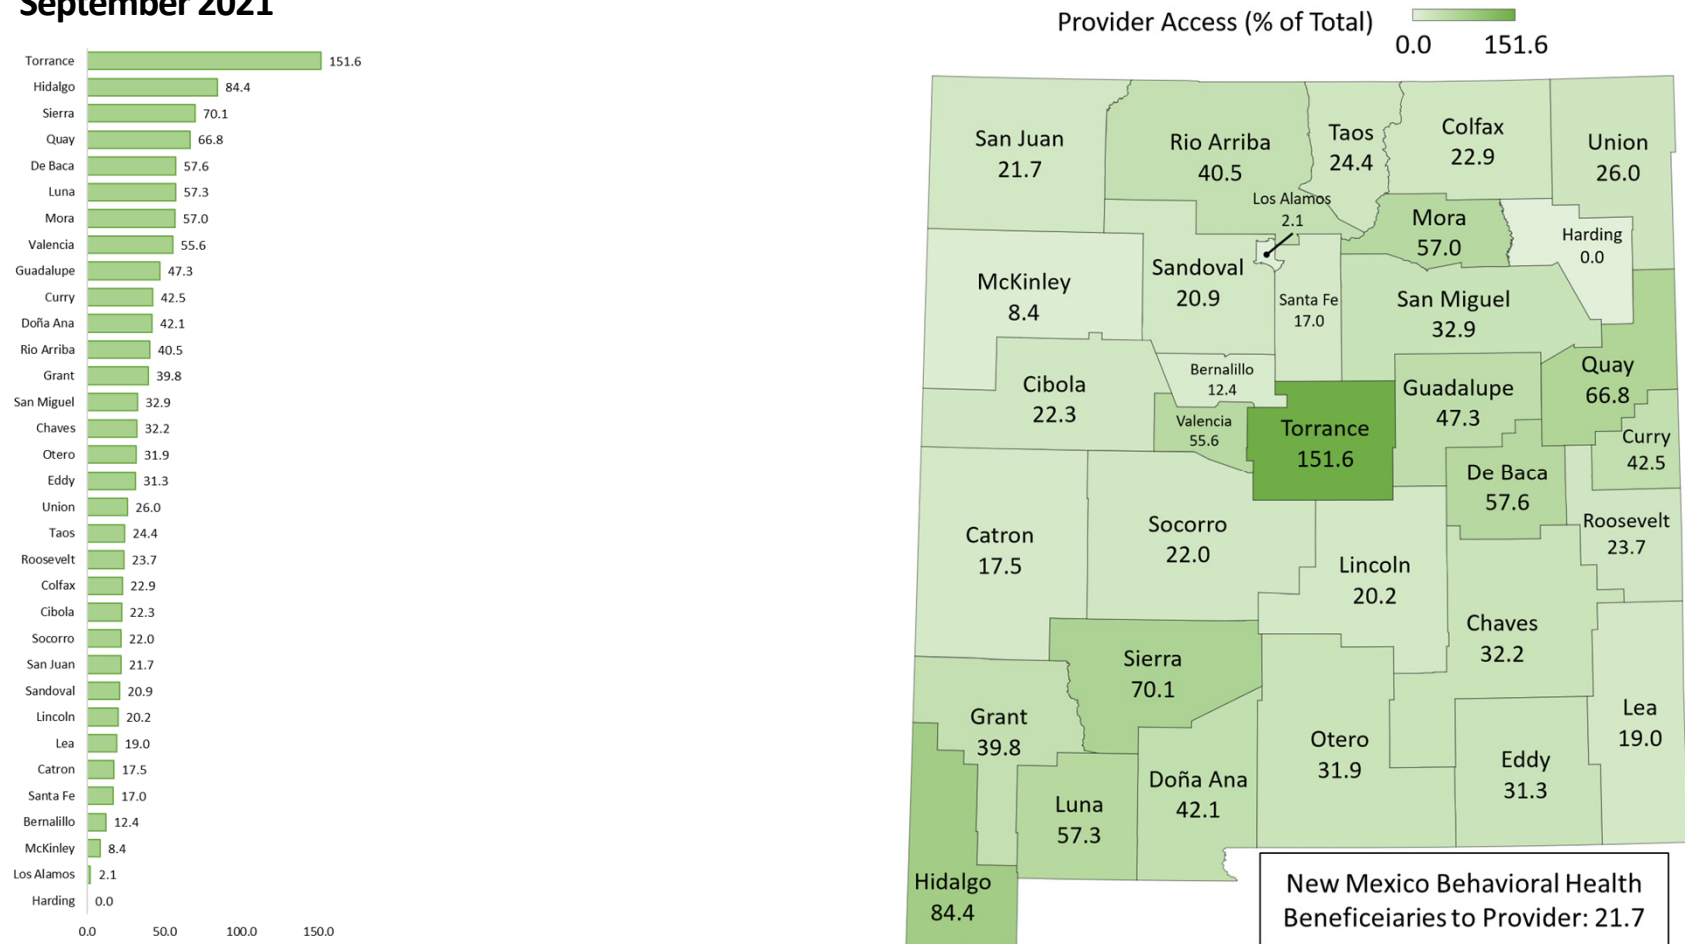 September 2021
Torrance 151.6
Hidalgo 84.4
Sierra 70.1
Quay 66.8
De Baca 57.6
Luna 57.3
Mora 57.0
Valencia 55.6
Guadalupe 47.3
Curry 42.5
Doña Ana 42.1
Rio Arriba 40.5
Grant 39.8
San Miguel 32.9
Chaves 32.2
Otero 31.9
Eddy 31.3
Union 26.0
Taos 24.4
Roosevelt 23.7
Colfax 22.9
Cibola 22.3
Socorro 22.0
San Juan 21.7
Sandoval 20.9
Lincoln 20.2
Lea 19.0
Catron 17.5
Santa Fe 17.0
Bernalillo 12.4
McKinley 8.4
Los Alamos 2.1
Harding 0.0
0.0 50.0 100.0 150.0
Provider Access (% of Total)
0.0 151.6
San Juan
21.7
Rio Arriba
40.5
Taos
24.4
Colfax
22.9
Union
26.0
Los Alamos
2.1
Mora
57.0
Harding
0.0
McKinley
8.4
Sandoval
20.9
Santa Fe
17.0
San Miguel
32.9
Quay
66.8
Cibola
22.3
Bernalillo
12.4
Valencia
55.6
Torrance
151.6
Guadalupe
47.3
Curry
42.5
De Baca
57.6
Roosevelt
23.7
Catron
17.5
Socorro
22.0
Lincoln
20.2
Chaves
32.2
Sierra
70.1
Grant
39.8
Lea
19.0
Otero
31.9
Eddy
31.3
Doña Ana
42.1
Luna
57.3
Hidalgo
84.4
New Mexico Behavioral Health
Beneficeiaries to Provider: 21.7